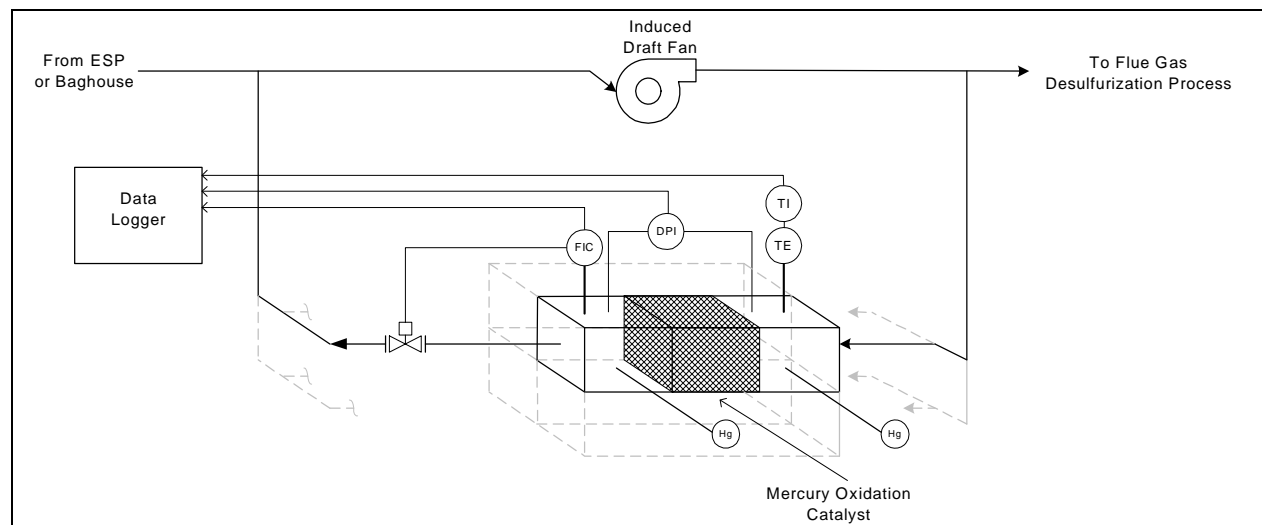 Induced
Draft Fan
From ESP
or Baghouse
To Flue Gas
Desulfurization Process
Data
Logger
TI
FIC
DPI
TE
Hg
Hg
Mercury Oxidation
Catalyst